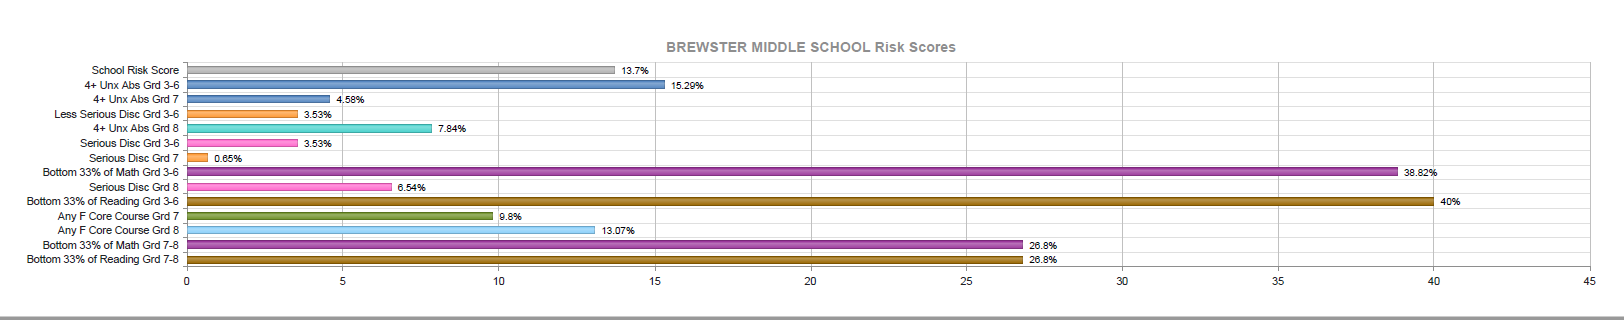 BREWSTER MIDDLE SCHOOL Risk Scores
School Risk Score 13.7%
4+ Unx Abs Grd 3-6 15.29%
4+ Unx Abs Grd 7 4.58%
Less Serious Disc Grd 3-6 3.53%
4+ Unx Abs Grd 8 7.84%
Serious Disc Grd 3-6 3.53%
Serious Disc Grd 7 0.65%
Bottom 33% of Math Grd 3-6 38.82%
Serious Disc Grd 8 6.54%
Bottom 33% of Reading Grd 3-6 40%
Any F Core Course Grd 7 9.8%
Any F Core Course Grd 8 13.07%
Bottom 33% of Math Grd 7-8 26.8%
Bottom 33% of Reading Grd 7-8 26.8%
0 5 10 15 20 25 30 35 40 45